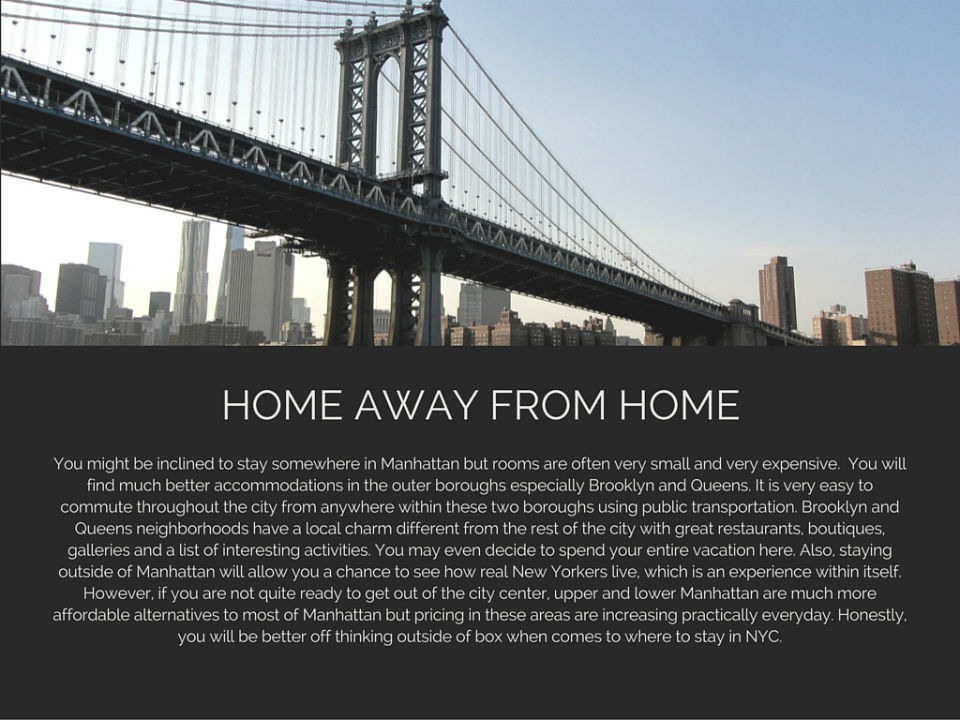 HOME AWAY FROM HOME
You might be inclined to stay somewhere in Manhattan but rooms are often very small and very expensive.  You will
find much better accommodations in the outer boroughs especially Brooklyn and Queens. It is very easy to
commute throughout the city from anywhere within these two boroughs using public transportation. Brooklyn and
Queens neighborhoods have a local charm different from the rest of the city with great restaurants, boutiques,
galleries and a list of interesting activities. You may even decide to spend your entire vacation here. Also, staying
outside of Manhattan will allow you a chance to see how real New Yorkers live, which is an experience within itself.
However, if you are not quite ready to get out of the city center, upper and lower Manhattan are much more
affordable alternatives to most of Manhattan but pricing in these areas are increasing practically everyday. Honestly,
you will be better off thinking outside of box when comes to where to stay in NYC.